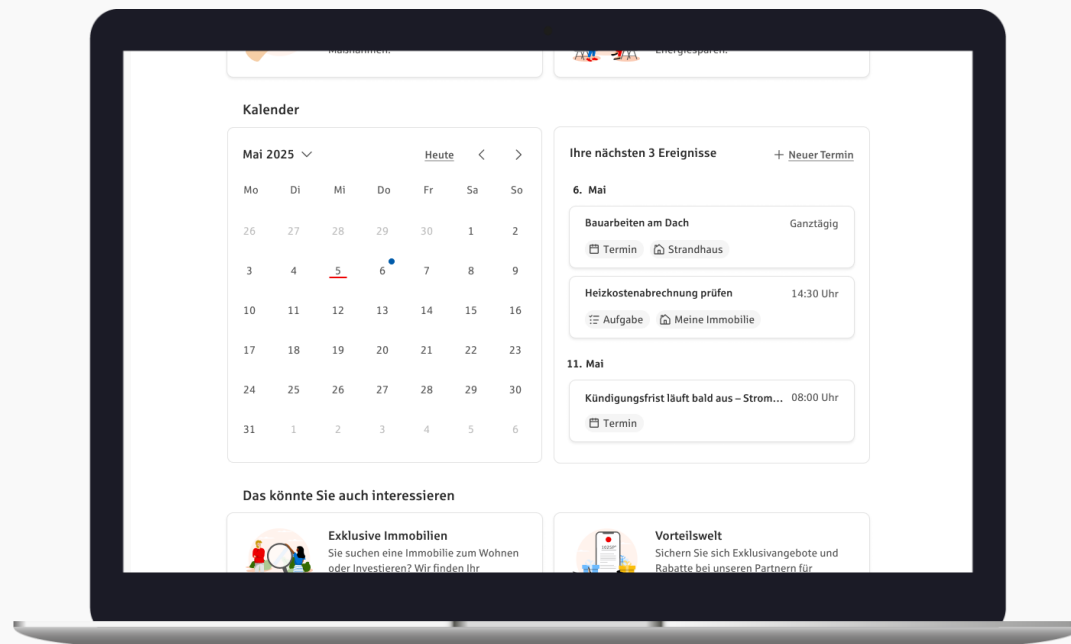 Maßnahmen.
Energiesparen.
Kalender
Mai 2025
Heute
Mo Di Mi Do Fr Sa So
26 27 28 29 30 1 2
3 4 5 6 7 8 9
10 11 12 13 14 15 16
17 18 19 20 21 22 23
24 25 26 27 28 29 30
31 1 2 3 4 5 6
Ihre nächsten 3 Ereignisse
+ Neuer Termin
6. Mai
Bauarbeiten am Dach Ganztägig
Termin Strandhaus
Heizkostenabrechnung prüfen 14:30 Uhr
Aufgabe Meine Immobilie
11. Mai
Kündigungsfrist läuft bald aus – Strom... 08:00 Uhr
Termin
Das könnte Sie auch interessieren
Exklusive Immobilien
Sie suchen eine Immobilie zum Wohnen
oder Investieren? Wir finden Ihr
Vorteilswelt
Sichern Sie sich Exklusivangebote und
Rabatte bei unseren Partnern für